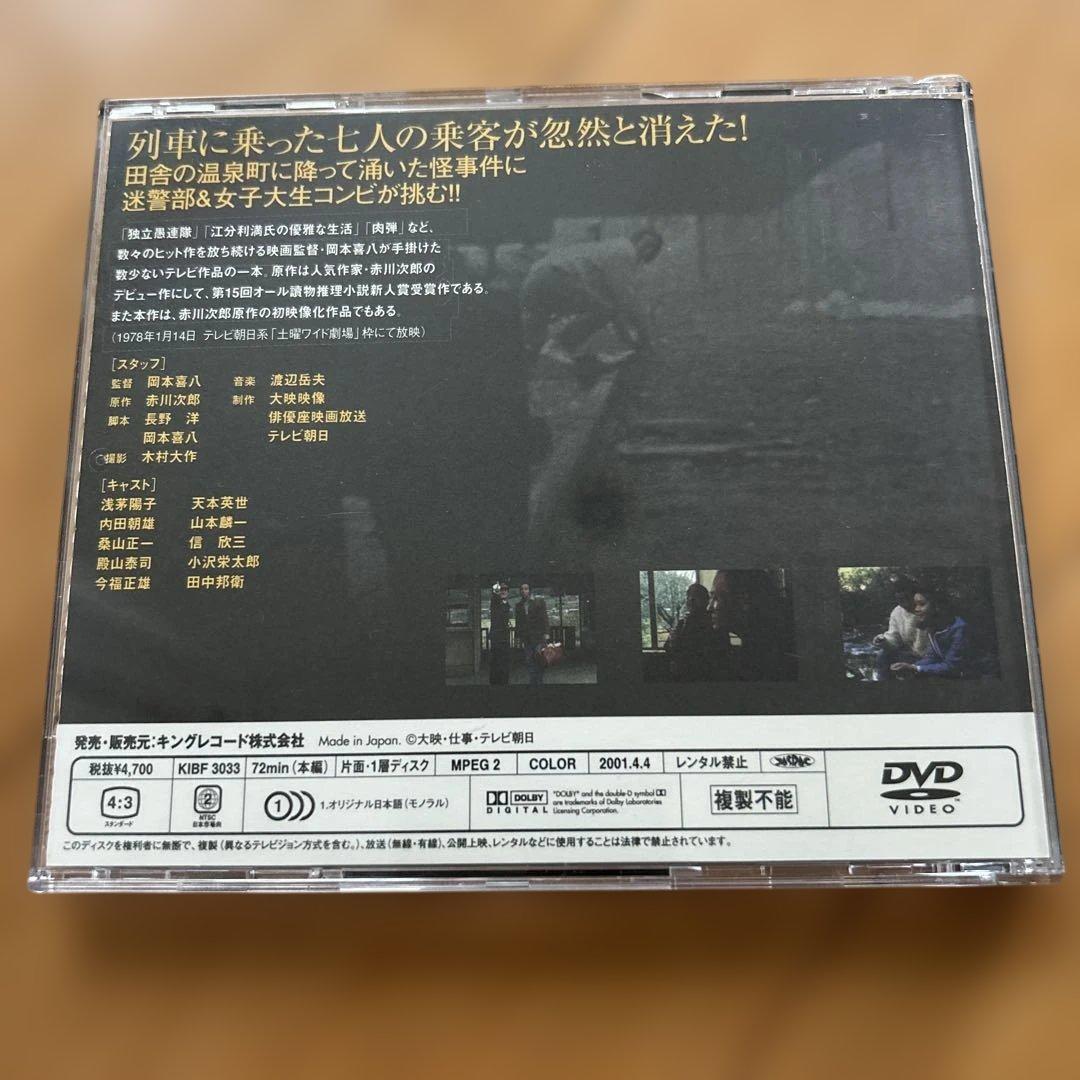 列車に乗った七人の乗客が忽然と消えた!
田舎の温泉町に降って涌いた怪事件に
迷警部&女子大生コンビが挑む!!
「独立愚連隊」「江分利満氏の優雅な生活」「肉弾」など、
数々のヒット作を放ち続ける映画監督・岡本喜八が手掛けた
数少ないテレビ作品の一本。原作は人気作家・赤川次郎の
デビュー作にして、第15回オール讀物推理小説新人賞受賞作である。
また本作は、赤川次郎原作の初映像化作品でもある。
(1978年1月14日 テレビ朝日系「土曜ワイド劇場」枠にて放映)
[スタッフ]
監督 岡本喜八 音楽 渡辺岳夫
原作 赤川次郎 制作 大映映像
脚本 長野 洋 俳優座映画放送
岡本喜八 テレビ朝日
撮影 木村大作
[キャスト]
浅茅陽子 天本英世
内田朝雄 山本麟一
桑山正一 信 欣三
殿山泰司 小沢栄太郎
今福正雄 田中邦衛
発売・販売元:キングレコード株式会社 Made in Japan. ©大映・仕事・テレビ朝日
税抜¥4,700 KIBF 3033 72min(本編) 片面・1層ディスク MPEG 2 COLOR 2001.4.4 レンタル禁止
4:3 スタンダード
2 NTSC 日本市場向
1 1.オリジナル日本語(モノラル)
DOLBY DIGITAL
"DOLBY" and the double-D symbol
are trademarks of Dolby Laboratories
Licensing Corporation.
複製不能
DVD VIDEO
このディスクを権利者に無断で、複製(異なるテレビジョン方式を含む。)、放送(無線・有線)、公開上映、レンタルなどに使用することは法律で禁止されています。